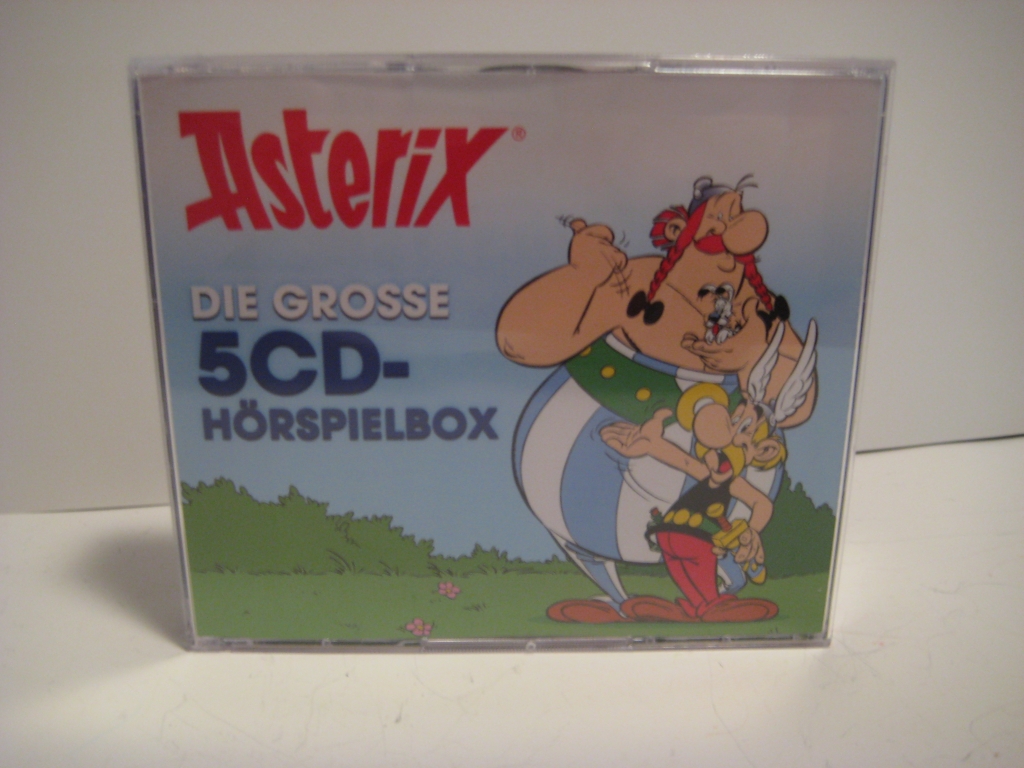 Asterix®
DIE GROSSE
5CD-
HÖRSPIELBOX